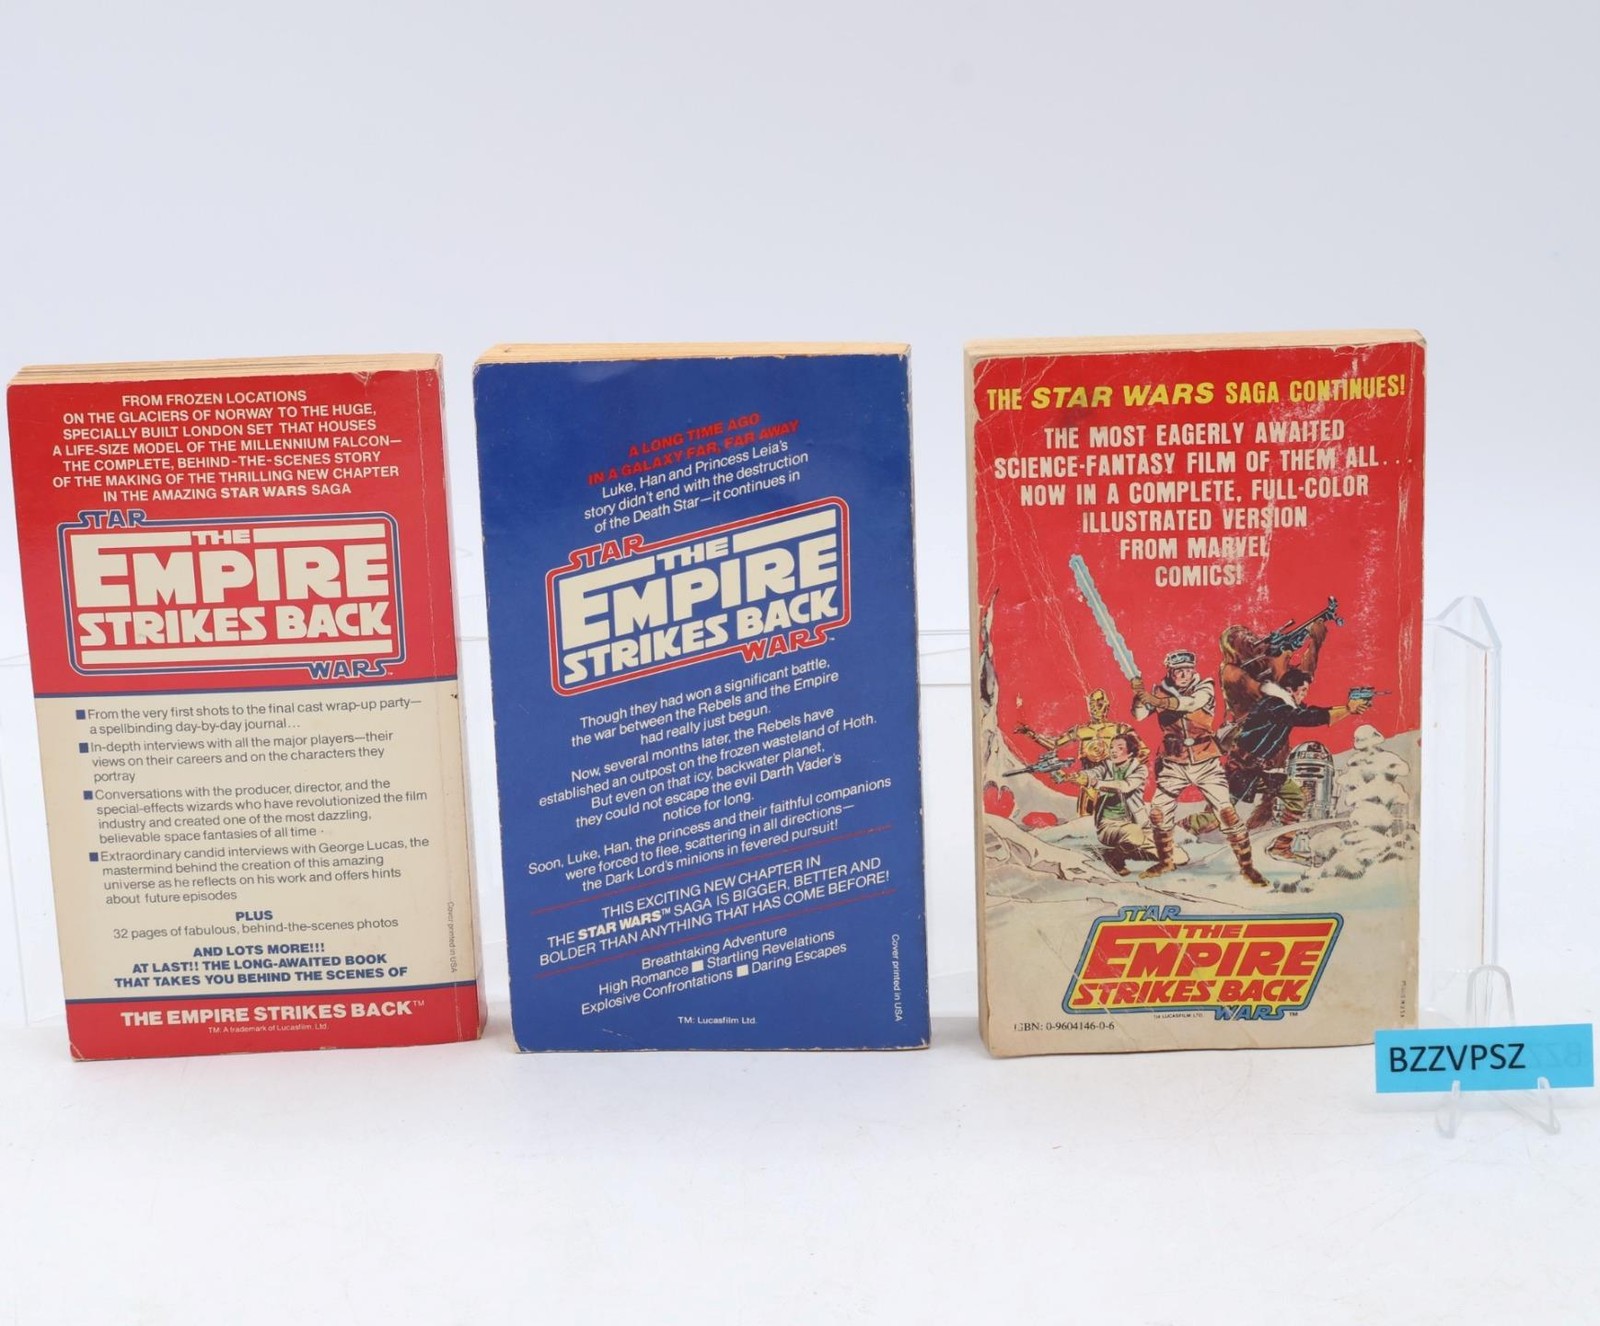 FROM FROZEN LOCATIONS
ON THE GLACIERS OF NORWAY TO THE HUGE,
SPECIALLY BUILT LONDON SET THAT HOUSES
A LIFE-SIZE MODEL OF THE MILLENNIUM FALCON—
THE COMPLETE, BEHIND-THE-SCENES STORY
OF THE MAKING OF THE THRILLING NEW CHAPTER
IN THE AMAZING STAR WARS SAGA
STAR
THE
EMPIRE
STRIKES BACK
WARS™
■ From the very first shots to the final cast wrap-up party—
a spellbinding day-by-day journal...
■ In-depth interviews with all the major players—their
views on their careers and on the characters they
portray
■ Conversations with the producer, director, and the
special-effects wizards who have revolutionized the film
industry and created one of the most dazzling,
believable space fantasies of all time
■ Extraordinary candid interviews with George Lucas, the
mastermind behind the creation of this amazing
universe as he reflects on his work and offers hints
about future episodes
PLUS
32 pages of fabulous, behind-the-scenes photos
AND LOTS MORE!!!
AT LAST!! THE LONG-AWAITED BOOK
THAT TAKES YOU BEHIND THE SCENES OF
THE EMPIRE STRIKES BACK™
TM: A trademark of Lucasfilm, Ltd.
Cover printed in USA
A LONG TIME AGO
IN A GALAXY FAR, FAR AWAY
Luke, Han and Princess Leia's
story didn't end with the destruction
of the Death Star—it continues in
STAR
THE
EMPIRE
STRIKES BACK
WARS™
Though they had won a significant battle,
the war between the Rebels and the Empire
had really just begun.
Now, several months later, the Rebels have
established an outpost on the frozen wasteland of Hoth.
But even on that icy, backwater planet,
they could not escape the evil Darth Vader's
notice for long.
Soon, Luke, Han, the princess and their faithful companions
were forced to flee, scattering in all directions—
the Dark Lord's minions in fevered pursuit!
THIS EXCITING NEW CHAPTER IN
THE STAR WARS™ SAGA IS BIGGER, BETTER AND
BOLDER THAN ANYTHING THAT HAS COME BEFORE!
Breathtaking Adventure
High Romance ■ Startling Revelations
Explosive Confrontations ■ Daring Escapes
TM: Lucasfilm Ltd.
Cover printed in USA
THE STAR WARS SAGA CONTINUES!
THE MOST EAGERLY AWAITED
SCIENCE-FANTASY FILM OF THEM ALL...
NOW IN A COMPLETE, FULL-COLOR
ILLUSTRATED VERSION
FROM MARVEL
COMICS!
STAR
THE
EMPIRE
STRIKES BACK
WARS™
TM LUCASFILM LTD.
ISBN: 0-9604146-0-6
BZZVPSZ